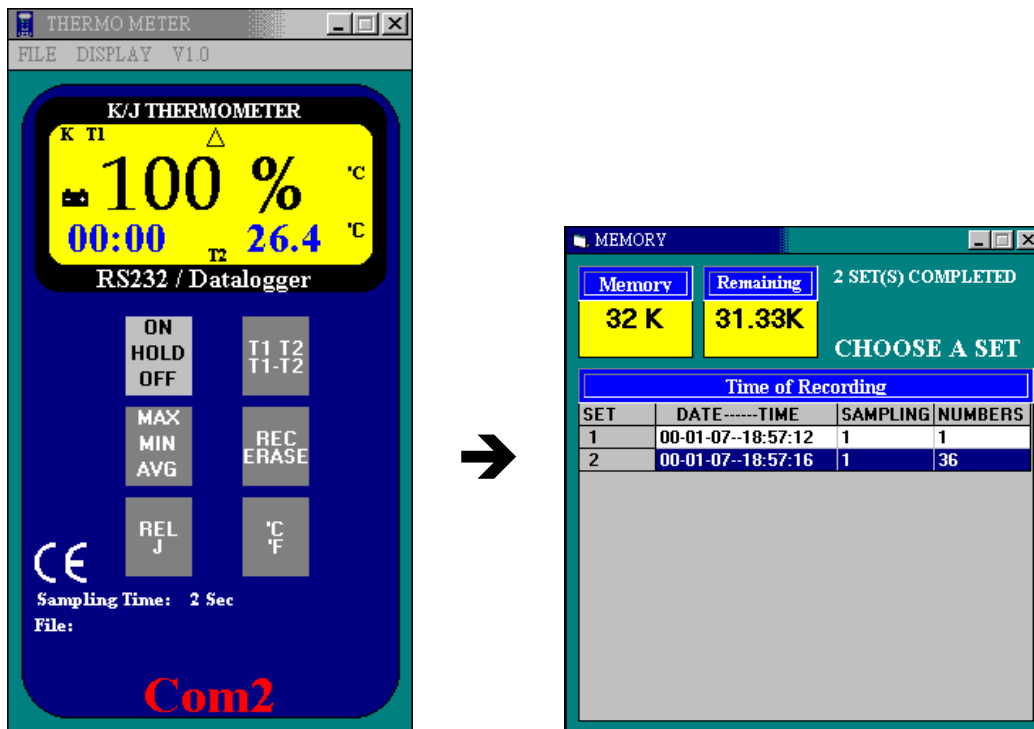 THERMO METER
FILE DISPLAY V1.0
K/J THERMOMETER
K T1
100 % °C
00:00 T2 26.4 °C
RS232 / Datalogger
ON
HOLD
OFF
T1 T2
T1-T2
MAX
MIN
AVG
REC
ERASE
REL
J
°C
°F
CE
Sampling Time: 2 Sec
File:
Com2
MEMORY
Memory Remaining 2 SET(S) COMPLETED
32 K 31.33K
CHOOSE A SET
Time of Recording
SET DATE------TIME SAMPLING NUMBERS
1 00-01-07--18:57:12 1 1
2 00-01-07--18:57:16 1 36